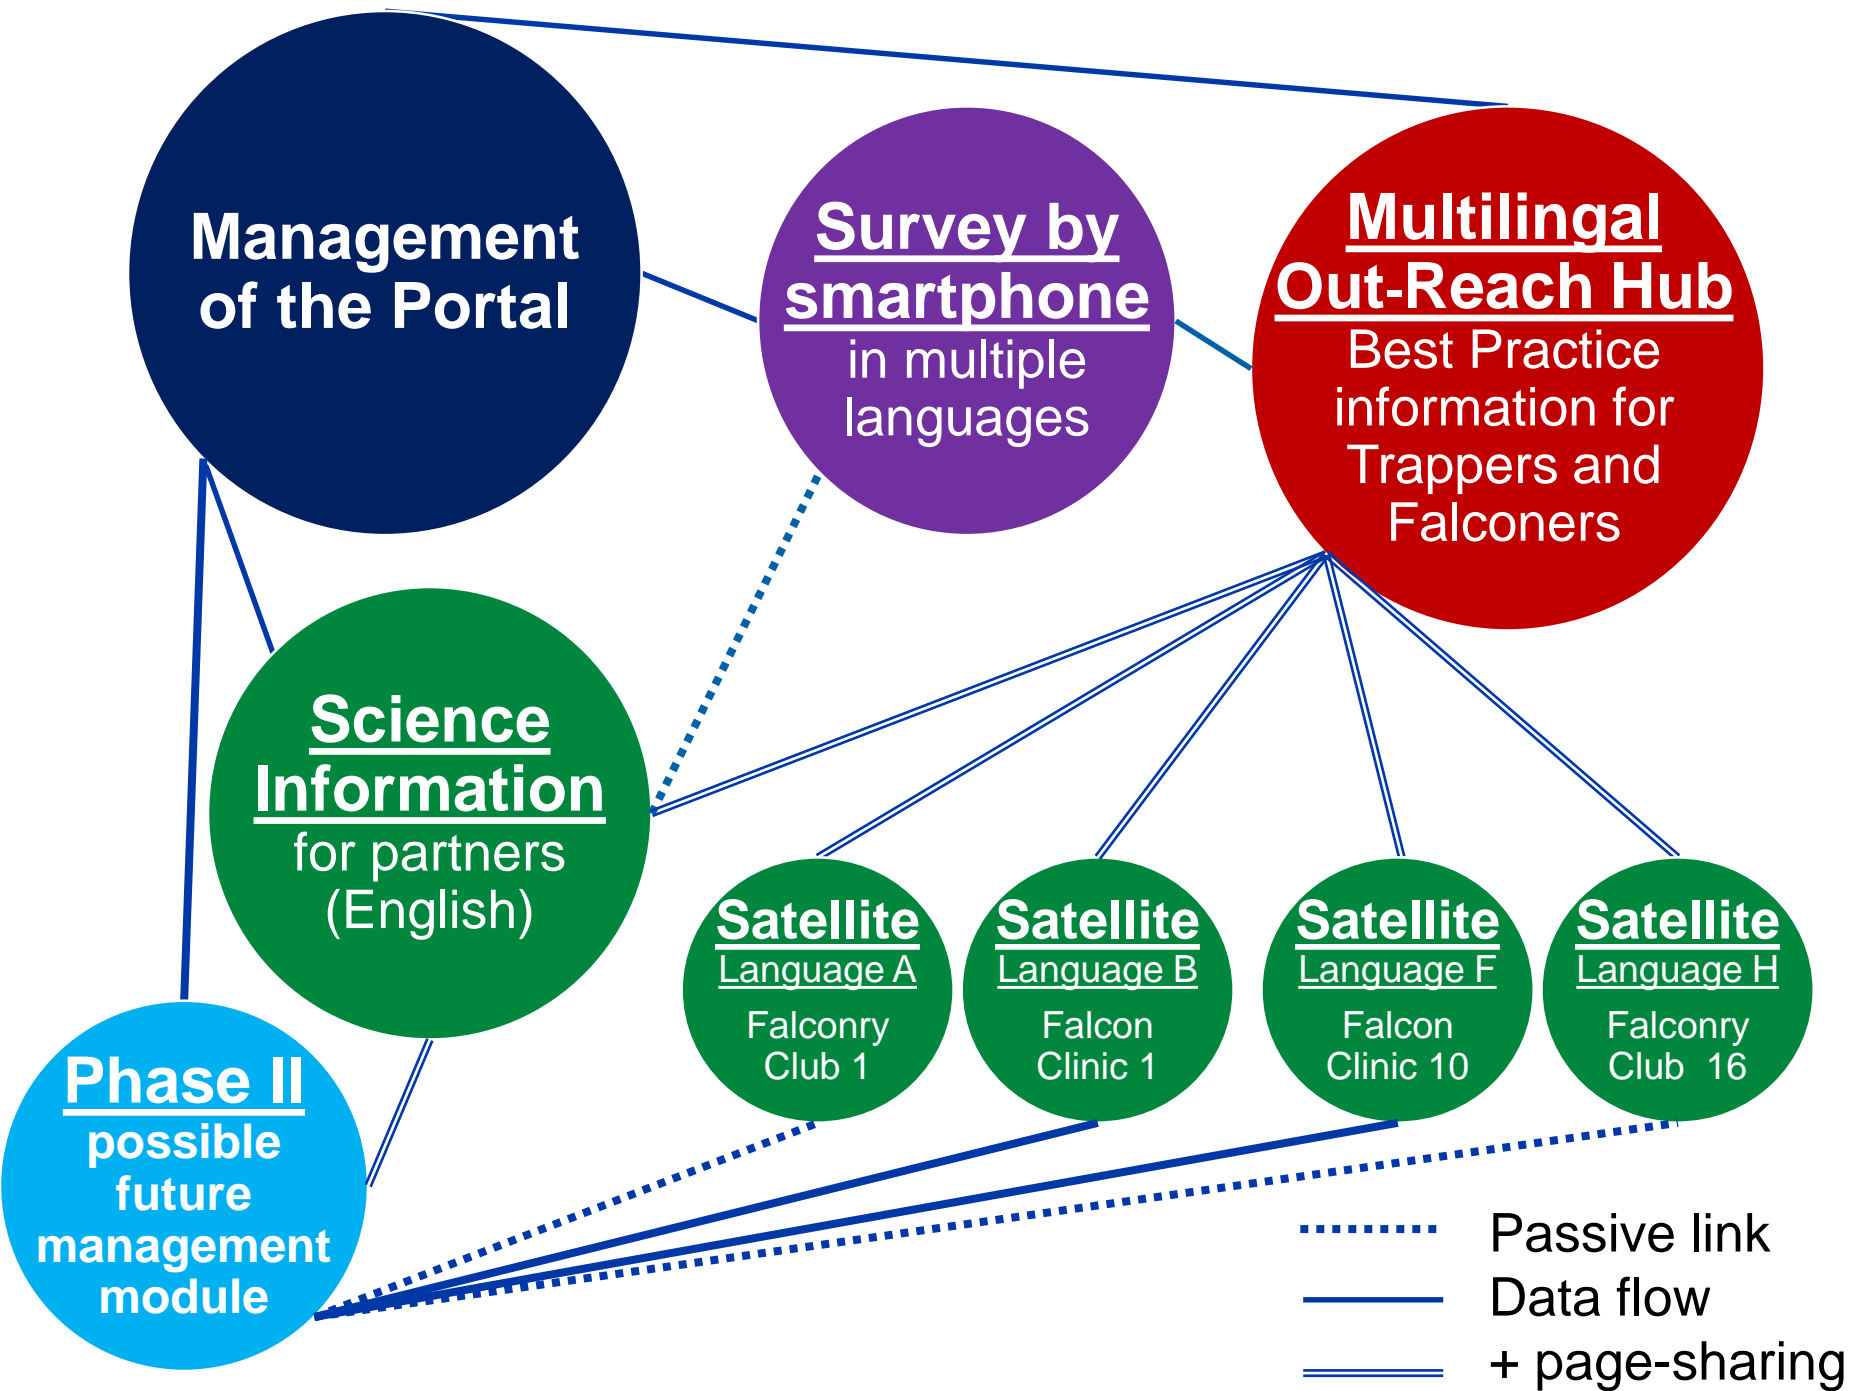 Management
of the Portal
Survey by
smartphone
in multiple
languages
Multilingal
Out-Reach Hub
Best Practice
information for
Trappers and
Falconers
Science
Information
for partners
(English)
Satellite
Language A
Falconry
Club 1
Satellite
Language B
Falcon
Clinic 1
Satellite
Language F
Falcon
Clinic 10
Satellite
Language H
Falconry
Club 16
Phase II
possible
future
management
module
Passive link
Data flow
+ page-sharing